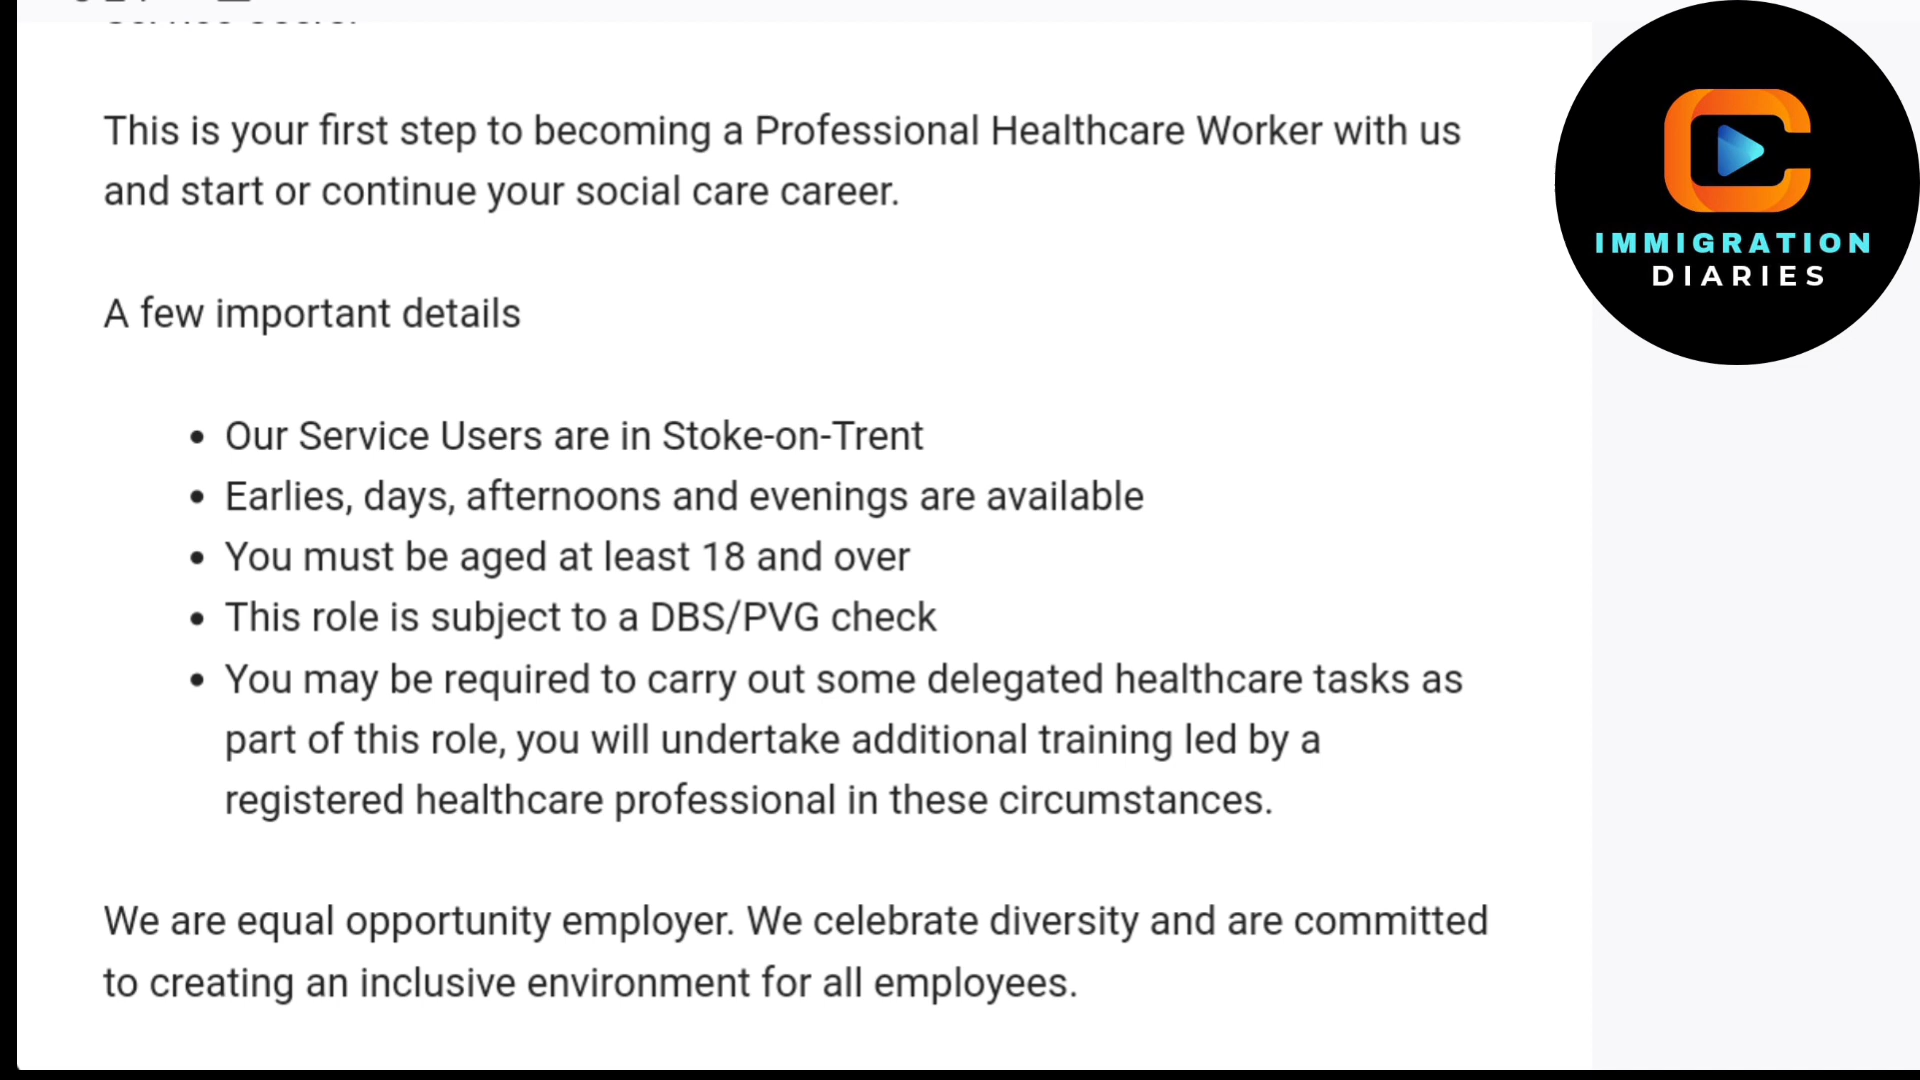 This is your first step to becoming a Professional Healthcare Worker with us
and start or continue your social care career.
A few important details
• Our Service Users are in Stoke-on-Trent
• Earlies, days, afternoons and evenings are available
• You must be aged at least 18 and over
• This role is subject to a DBS/PVG check
• You may be required to carry out some delegated healthcare tasks as
part of this role, you will undertake additional training led by a
registered healthcare professional in these circumstances.
We are equal opportunity employer. We celebrate diversity and are committed
to creating an inclusive environment for all employees.
IMMIGRATION
DIARIES